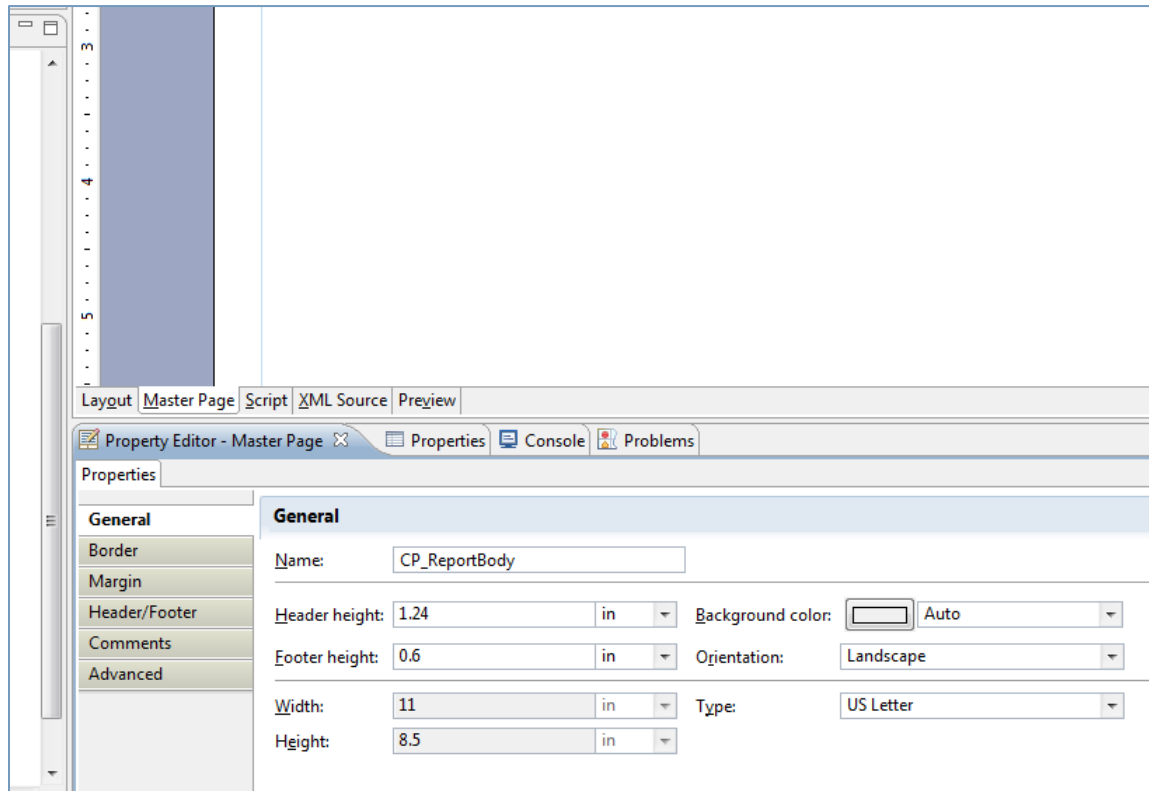 3
4
5
Layout Master Page Script XML Source Preview
Property Editor - Master Page Properties Console Problems
Properties
General
Border
Margin
Header/Footer
Comments
Advanced
General
Name: CP_ReportBody
Header height: 1.24 in Background color: Auto
Footer height: 0.6 in Orientation: Landscape
Width: 11 in Type: US Letter
Height: 8.5 in